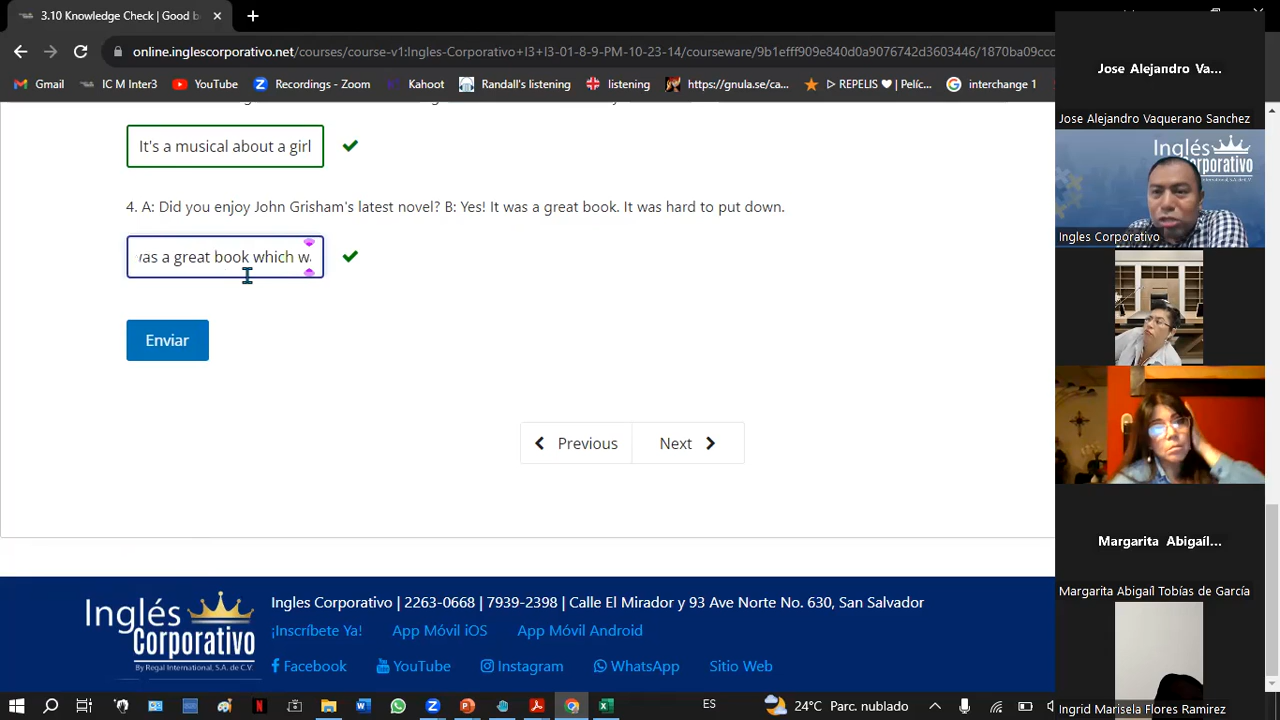 3.10 Knowledge Check | Good b
online.inglescorporativo.net/courses/course-v1:Ingles-Corporativo+I3+I3-01-8-9-PM-10-23-14/courseware/9b1efff909e840d0a9076742d3603446/1870ba09ccc
Gmail
IC M Inter3
YouTube
Recordings - Zoom
Kahoot
Randall's listening
listening
https://gnula.se/ca...
▷ REPELIS ❤ | Pelíc...
interchange 1
It's a musical about a girl
4. A: Did you enjoy John Grisham's latest novel? B: Yes! It was a great book. It was hard to put down.
was a great book which wa
Enviar
Previous
Next
Inglés
Corporativo
By Regal International, S.A. de C.V.
Ingles Corporativo | 2263-0668 | 7939-2398 | Calle El Mirador y 93 Ave Norte No. 630, San Salvador
¡Inscríbete Ya!
App Móvil iOS
App Móvil Android
Facebook
YouTube
Instagram
WhatsApp
Sitio Web
ES
24°C Parc. nublado
Jose Alejandro Va...
Jose Alejandro Vaquerano Sanchez
Inglés
Corporativo
Ingles Corporativo
Margarita Abigaíl...
Margarita Abigaíl Tobías de García
Ingrid Marisela Flores Ramirez